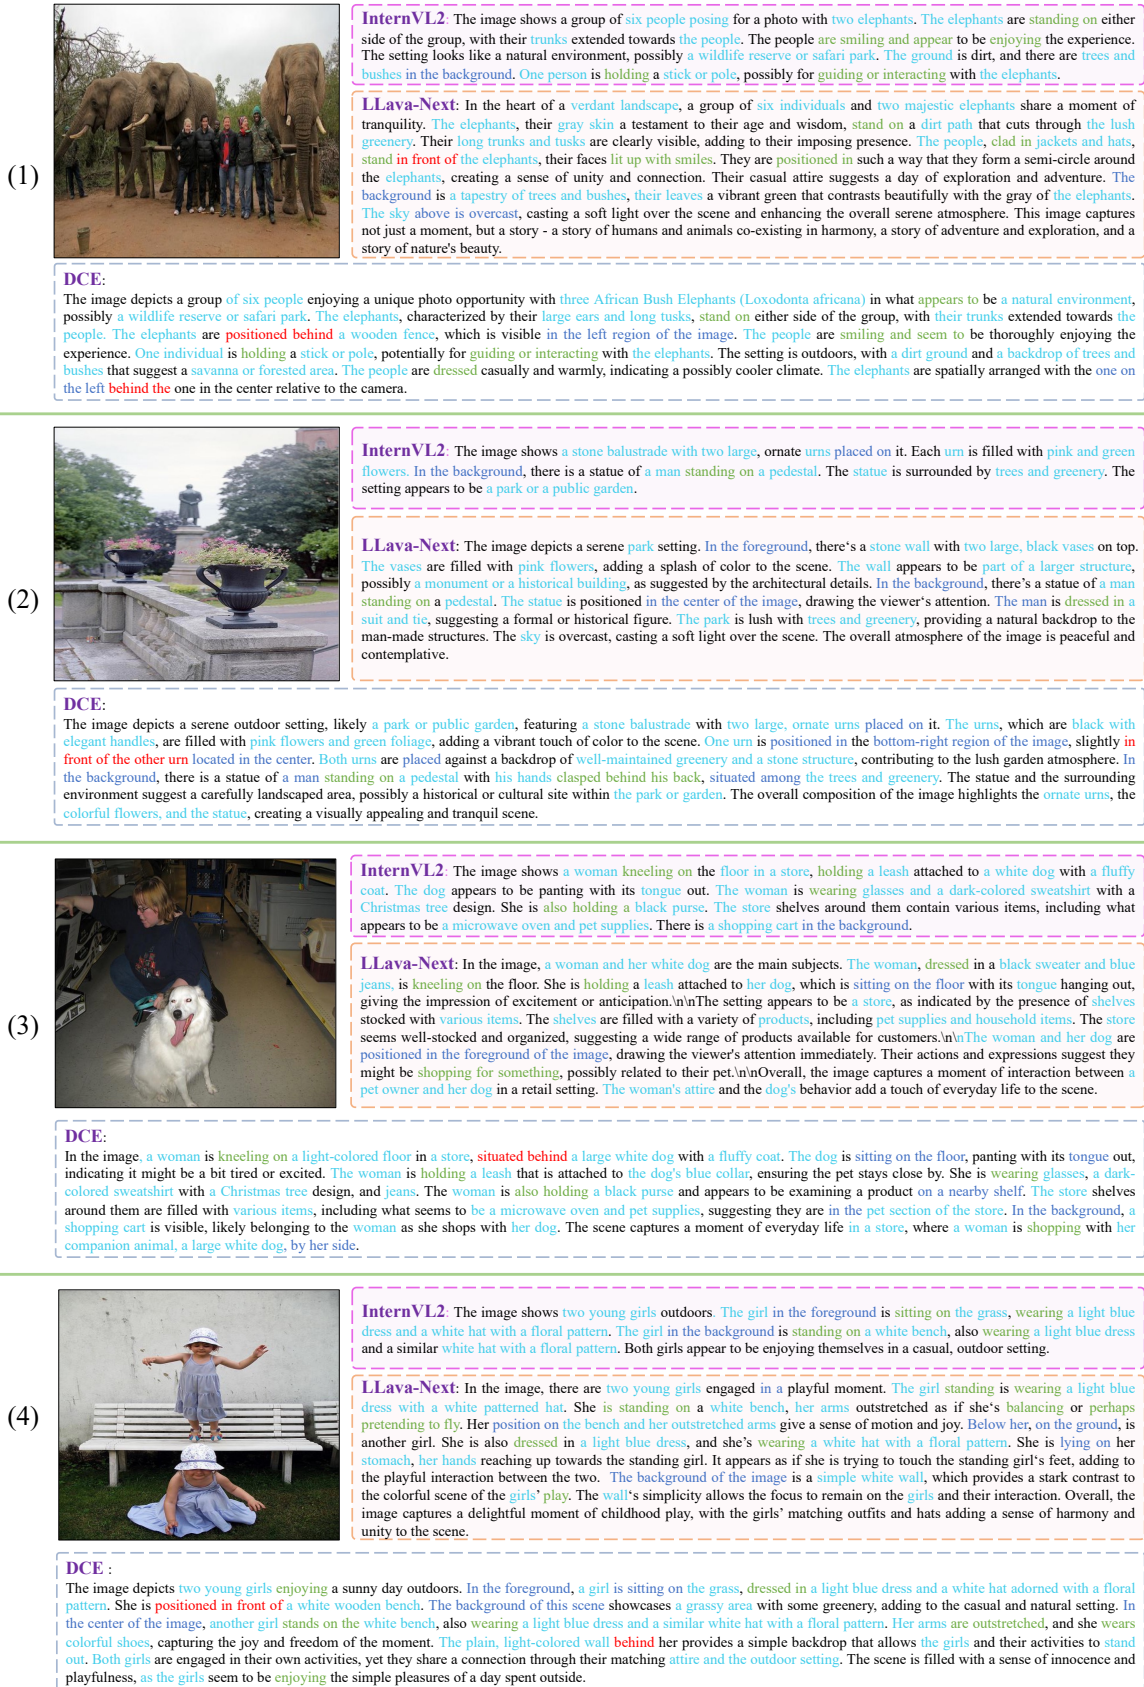 (1)
InternVL2: The image shows a group of six people posing for a photo with two elephants. The elephants are standing on either
side of the group, with their trunks extended towards the people. The people are smiling and appear to be enjoying the experience.
The setting looks like a natural environment, possibly a wildlife reserve or safari park. The ground is dirt, and there are trees and
bushes in the background. One person is holding a stick or pole, possibly for guiding or interacting with the elephants.
LLava-Next: In the heart of a verdant landscape, a group of six individuals and two majestic elephants share a moment of
tranquility. The elephants, their gray skin a testament to their age and wisdom, stand on a dirt path that cuts through the lush
greenery. Their long trunks and tusks are clearly visible, adding to their imposing presence. The people, clad in jackets and hats,
stand in front of the elephants, their faces lit up with smiles. They are positioned in such a way that they form a semi-circle around
the elephants, creating a sense of unity and connection. Their casual attire suggests a day of exploration and adventure. The
background is a tapestry of trees and bushes, their leaves a vibrant green that contrasts beautifully with the gray of the elephants.
The sky above is overcast, casting a soft light over the scene and enhancing the overall serene atmosphere. This image captures
not just a moment, but a story - a story of humans and animals co-existing in harmony, a story of adventure and exploration, and a
story of nature's beauty.
DCE:
The image depicts a group of six people enjoying a unique photo opportunity with three African Bush Elephants (Loxodonta africana) in what appears to be a natural environment,
possibly a wildlife reserve or safari park. The elephants, characterized by their large ears and long tusks, stand on either side of the group, with their trunks extended towards the
people. The elephants are positioned behind a wooden fence, which is visible in the left region of the image. The people are smiling and seem to be thoroughly enjoying the
experience. One individual is holding a stick or pole, potentially for guiding or interacting with the elephants. The setting is outdoors, with a dirt ground and a backdrop of trees and
bushes that suggest a savanna or forested area. The people are dressed casually and warmly, indicating a possibly cooler climate. The elephants are spatially arranged with the one on
the left behind the one in the center relative to the camera.
(2)
InternVL2: The image shows a stone balustrade with two large, ornate urns placed on it. Each urn is filled with pink and green
flowers. In the background, there is a statue of a man standing on a pedestal. The statue is surrounded by trees and greenery. The
setting appears to be a park or a public garden.
LLava-Next: The image depicts a serene park setting. In the foreground, there‘s a stone wall with two large, black vases on top.
The vases are filled with pink flowers, adding a splash of color to the scene. The wall appears to be part of a larger structure,
possibly a monument or a historical building, as suggested by the architectural details. In the background, there’s a statue of a man
standing on a pedestal. The statue is positioned in the center of the image, drawing the viewer‘s attention. The man is dressed in a
suit and tie, suggesting a formal or historical figure. The park is lush with trees and greenery, providing a natural backdrop to the
man-made structures. The sky is overcast, casting a soft light over the scene. The overall atmosphere of the image is peaceful and
contemplative.
DCE:
The image depicts a serene outdoor setting, likely a park or public garden, featuring a stone balustrade with two large, ornate urns placed on it. The urns, which are black with
elegant handles, are filled with pink flowers and green foliage, adding a vibrant touch of color to the scene. One urn is positioned in the bottom-right region of the image, slightly in
front of the other urn located in the center. Both urns are placed against a backdrop of well-maintained greenery and a stone structure, contributing to the lush garden atmosphere. In
the background, there is a statue of a man standing on a pedestal with his hands clasped behind his back, situated among the trees and greenery. The statue and the surrounding
environment suggest a carefully landscaped area, possibly a historical or cultural site within the park or garden. The overall composition of the image highlights the ornate urns, the
colorful flowers, and the statue, creating a visually appealing and tranquil scene.
(3)
InternVL2: The image shows a woman kneeling on the floor in a store, holding a leash attached to a white dog with a fluffy
coat. The dog appears to be panting with its tongue out. The woman is wearing glasses and a dark-colored sweatshirt with a
Christmas tree design. She is also holding a black purse. The store shelves around them contain various items, including what
appears to be a microwave oven and pet supplies. There is a shopping cart in the background.
LLava-Next: In the image, a woman and her white dog are the main subjects. The woman, dressed in a black sweater and blue
jeans, is kneeling on the floor. She is holding a leash attached to her dog, which is sitting on the floor with its tongue hanging out,
giving the impression of excitement or anticipation.\n\nThe setting appears to be a store, as indicated by the presence of shelves
stocked with various items. The shelves are filled with a variety of products, including pet supplies and household items. The store
seems well-stocked and organized, suggesting a wide range of products available for customers.\n\nThe woman and her dog are
positioned in the foreground of the image, drawing the viewer's attention immediately. Their actions and expressions suggest they
might be shopping for something, possibly related to their pet.\n\nOverall, the image captures a moment of interaction between a
pet owner and her dog in a retail setting. The woman's attire and the dog's behavior add a touch of everyday life to the scene.
DCE:
In the image, a woman is kneeling on a light-colored floor in a store, situated behind a large white dog with a fluffy coat. The dog is sitting on the floor, panting with its tongue out,
indicating it might be a bit tired or excited. The woman is holding a leash that is attached to the dog's blue collar, ensuring the pet stays close by. She is wearing glasses, a dark-
colored sweatshirt with a Christmas tree design, and jeans. The woman is also holding a black purse and appears to be examining a product on a nearby shelf. The store shelves
around them are filled with various items, including what seems to be a microwave oven and pet supplies, suggesting they are in the pet section of the store. In the background, a
shopping cart is visible, likely belonging to the woman as she shops with her dog. The scene captures a moment of everyday life in a store, where a woman is shopping with her
companion animal, a large white dog, by her side.
(4)
InternVL2: The image shows two young girls outdoors. The girl in the foreground is sitting on the grass, wearing a light blue
dress and a white hat with a floral pattern. The girl in the background is standing on a white bench, also wearing a light blue dress
and a similar white hat with a floral pattern. Both girls appear to be enjoying themselves in a casual, outdoor setting.
LLava-Next: In the image, there are two young girls engaged in a playful moment. The girl standing is wearing a light blue
dress with a white patterned hat. She is standing on a white bench, her arms outstretched as if she‘s balancing or perhaps
pretending to fly. Her position on the bench and her outstretched arms give a sense of motion and joy. Below her, on the ground, is
another girl. She is also dressed in a light blue dress, and she’s wearing a white hat with a floral pattern. She is lying on her
stomach, her hands reaching up towards the standing girl. It appears as if she is trying to touch the standing girl‘s feet, adding to
the playful interaction between the two. The background of the image is a simple white wall, which provides a stark contrast to
the colorful scene of the girls’ play. The wall‘s simplicity allows the focus to remain on the girls and their interaction. Overall, the
image captures a delightful moment of childhood play, with the girls’ matching outfits and hats adding a sense of harmony and
unity to the scene.
DCE :
The image depicts two young girls enjoying a sunny day outdoors. In the foreground, a girl is sitting on the grass, dressed in a light blue dress and a white hat adorned with a floral
pattern. She is positioned in front of a white wooden bench. The background of this scene showcases a grassy area with some greenery, adding to the casual and natural setting. In
the center of the image, another girl stands on the white bench, also wearing a light blue dress and a similar white hat with a floral pattern. Her arms are outstretched, and she wears
colorful shoes, capturing the joy and freedom of the moment. The plain, light-colored wall behind her provides a simple backdrop that allows the girls and their activities to stand
out. Both girls are engaged in their own activities, yet they share a connection through their matching attire and the outdoor setting. The scene is filled with a sense of innocence and
playfulness, as the girls seem to be enjoying the simple pleasures of a day spent outside.